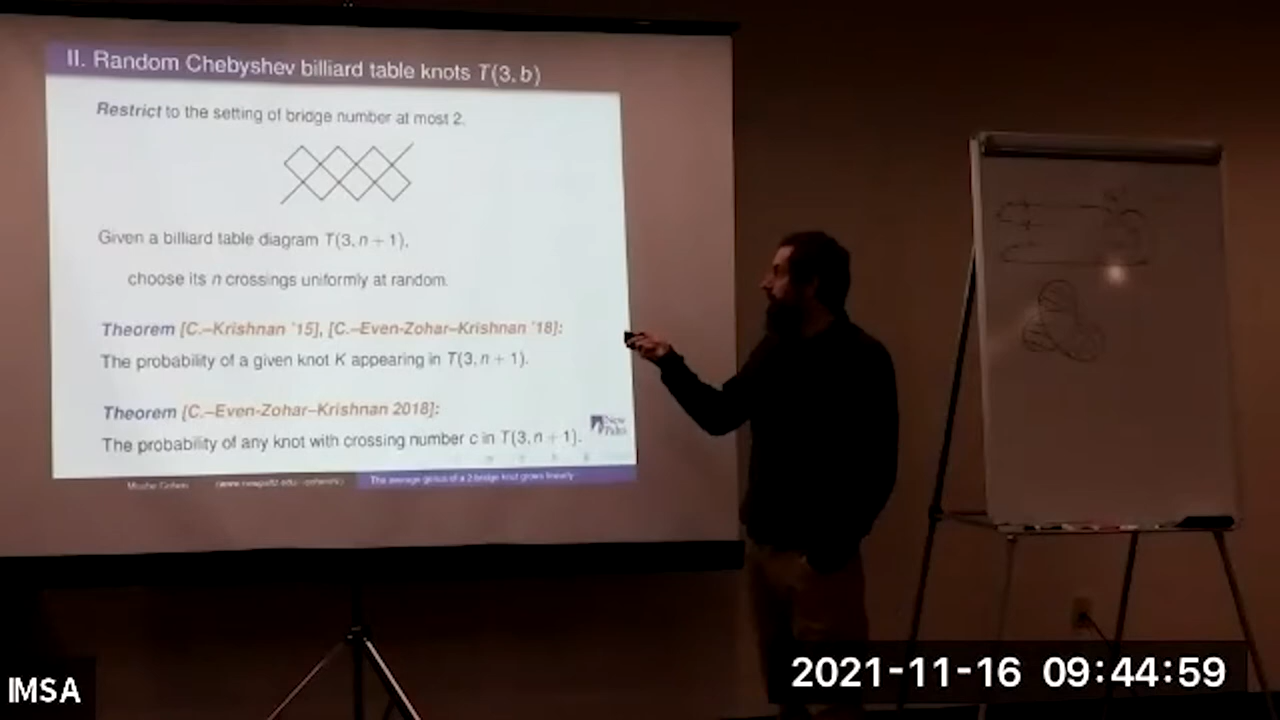 II. Random Chebyshev billiard table knots T(3, b)
Restrict to the setting of bridge number at most 2.
Given a billiard table diagram T(3, n + 1),
choose its n crossings uniformly at random.
Theorem [C.–Krishnan '15], [C.–Even-Zohar–Krishnan '18]:
The probability of a given knot K appearing in T(3, n + 1).
Theorem [C.–Even-Zohar–Krishnan 2018]:
The probability of any knot with crossing number c in T(3, n + 1).
New
Paltz
Moshe Cohen
The average genus of a 2-bridge knot grows linearly
IMSA
2021-11-16 09:44:59